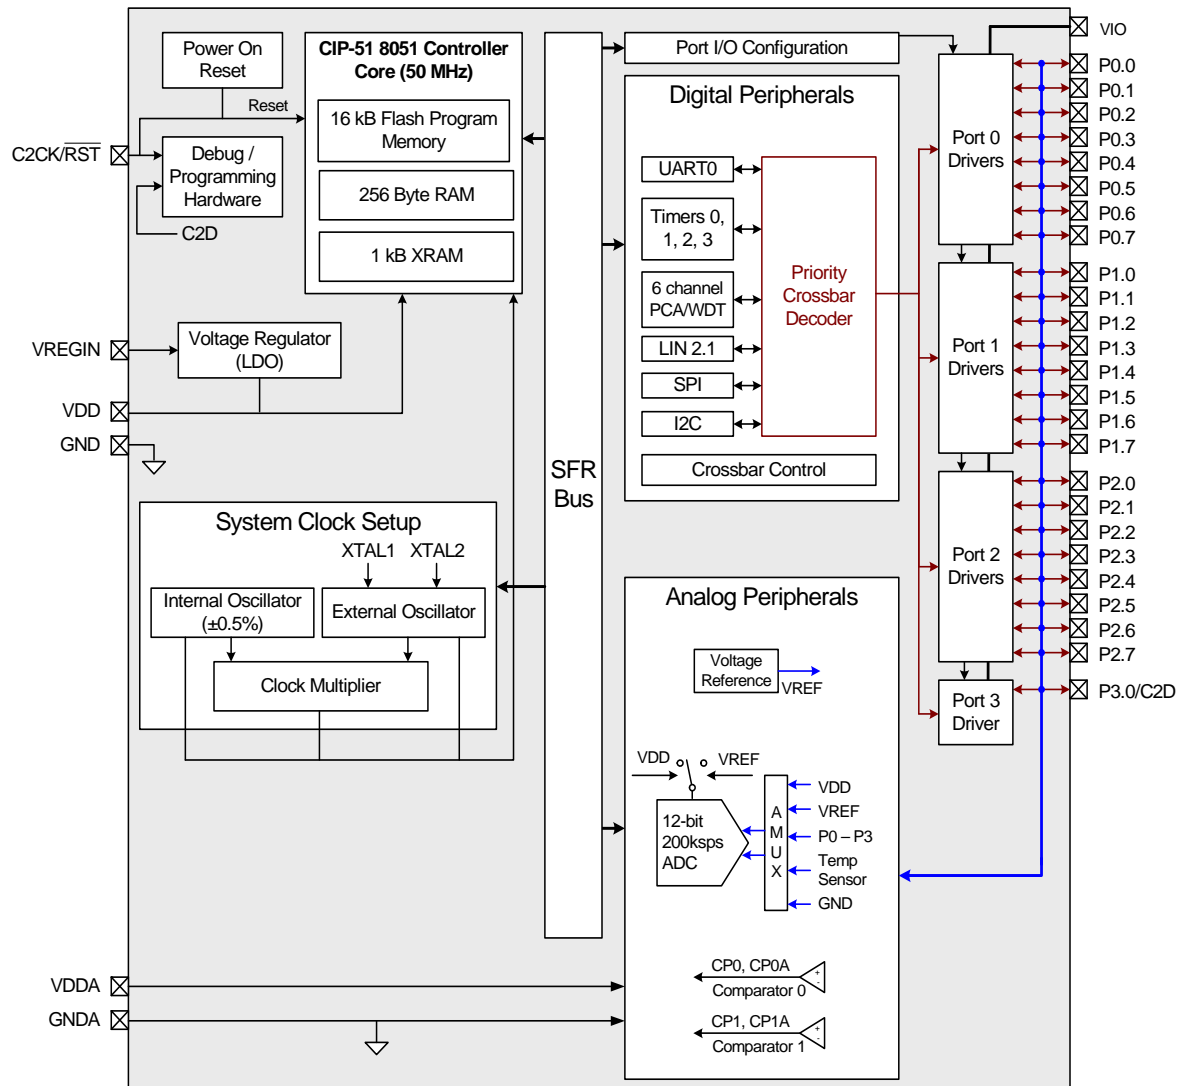 Power On
Reset
Reset
C2CK/RST
Debug /
Programming
Hardware
C2D
CIP-51 8051 Controller
Core (50 MHz)
16 kB Flash Program
Memory
256 Byte RAM
1 kB XRAM
VREGIN
Voltage Regulator
(LDO)
VDD
GND
System Clock Setup
XTAL1
XTAL2
Internal Oscillator
(±0.5%)
External Oscillator
Clock Multiplier
VDDA
GNDA
SFR
Bus
Port I/O Configuration
Digital Peripherals
UART0
Timers 0,
1, 2, 3
6 channel
PCA/WDT
LIN 2.1
SPI
I2C
Priority
Crossbar
Decoder
Crossbar Control
Analog Peripherals
Voltage
Reference
VREF
VDD
VREF
12-bit
200ksps
ADC
A
M
U
X
VDD
VREF
P0 – P3
Temp
Sensor
GND
CP0, CP0A
+
-
Comparator 0
CP1, CP1A
+
-
Comparator 1
Port 0
Drivers
Port 1
Drivers
Port 2
Drivers
Port 3
Driver
VIO
P0.0
P0.1
P0.2
P0.3
P0.4
P0.5
P0.6
P0.7
P1.0
P1.1
P1.2
P1.3
P1.4
P1.5
P1.6
P1.7
P2.0
P2.1
P2.2
P2.3
P2.4
P2.5
P2.6
P2.7
P3.0/C2D